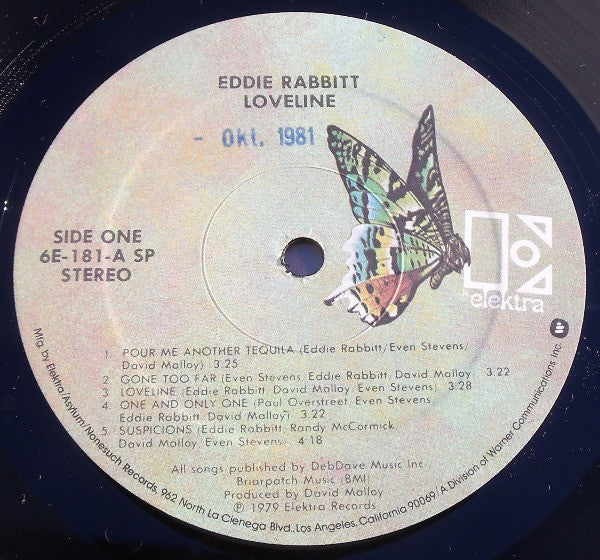 EDDIE RABBITT
LOVELINE
- Okt. 1981
SIDE ONE
6E-181-A SP
STEREO
elektra
1. POUR ME ANOTHER TEQUILA (Eddie Rabbitt/Even Stevens/
David Malloy) 3:25
2. GONE TOO FAR (Even Stevens, Eddie Rabbitt, David Malloy) 3:22
3. LOVELINE (Eddie Rabbitt, David Malloy, Even Stevens) 3:28
4. ONE AND ONLY ONE (Paul Overstreet, Even Stevens,
Eddie Rabbitt, David Malloy) 3:22
5. SUSPICIONS (Eddie Rabbitt, Randy McCormick,
David Malloy, Even Stevens) 4:18
All songs published by DebDave Music Inc.
Briarpatch Music (BMI)
Produced by David Malloy
℗ 1979 Elektra Records
Mfg. by Elektra/Asylum/Nonesuch Records, 962 North La Cienega Blvd., Los Angeles, California 90069/A Division of Warner Communications Inc.